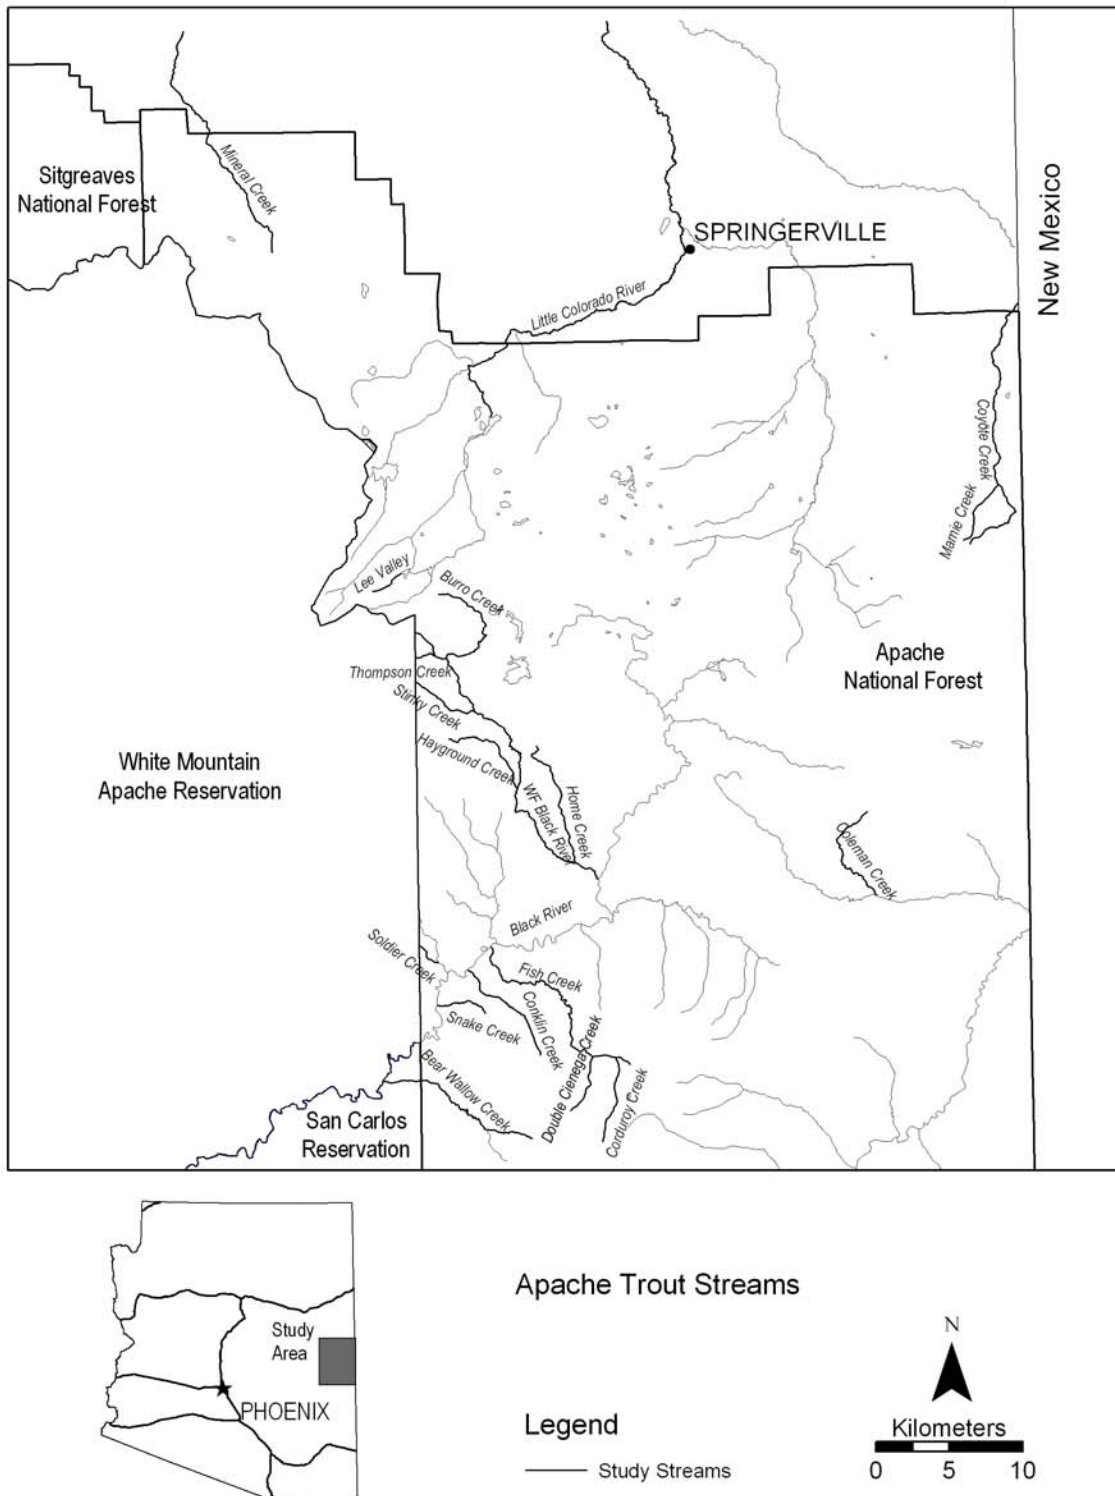 Sitgreaves
National Forest
Mineral Creek
SPRINGERVILLE
New Mexico
Little Colorado River
Coyote Creek
Mamie Creek
Lee Valley
Burro Creek
Apache
National Forest
Thompson Creek
Stinky Creek
Hayground Creek
White Mountain
Apache Reservation
WF Black River
Home Creek
Coleman Creek
Black River
Soldier Creek
Fish Creek
Conklin Creek
Snake Creek
Bear Wallow Creek
Double Cienega Creek
Corduroy Creek
San Carlos
Reservation
Apache Trout Streams
Study
Area
PHOENIX
N
Legend
Kilometers
Study Streams
0 5 10